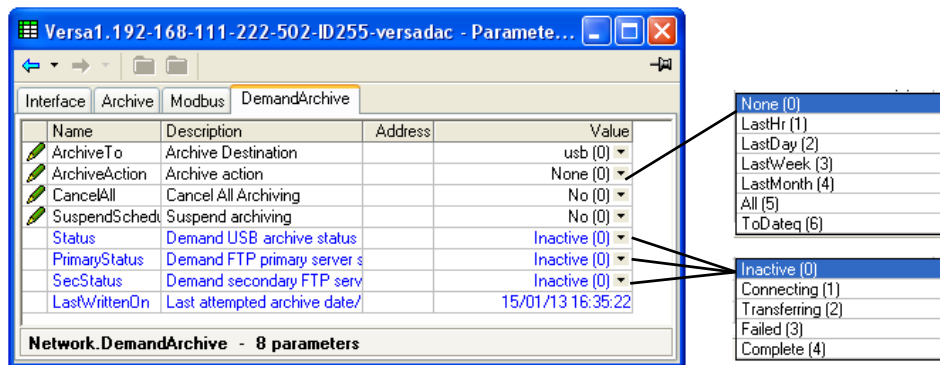 Versa1.192-168-111-222-502-ID255-versadac - Paramete...
Interface Archive Modbus DemandArchive
Name Description Address Value
ArchiveTo Archive Destination usb (0)
ArchiveAction Archive action None (0)
CancelAll Cancel All Archiving No (0)
SuspendSchedu Suspend archiving No (0)
Status Demand USB archive status Inactive (0)
PrimaryStatus Demand FTP primary server s Inactive (0)
SecStatus Demand secondary FTP serv Inactive (0)
LastWrittenOn Last attempted archive date/ 15/01/13 16:35:22
Network.DemandArchive - 8 parameters
None (0)
LastHr (1)
LastDay (2)
LastWeek (3)
LastMonth (4)
All (5)
ToDateq (6)
Inactive (0)
Connecting (1)
Transferring (2)
Failed (3)
Complete (4)